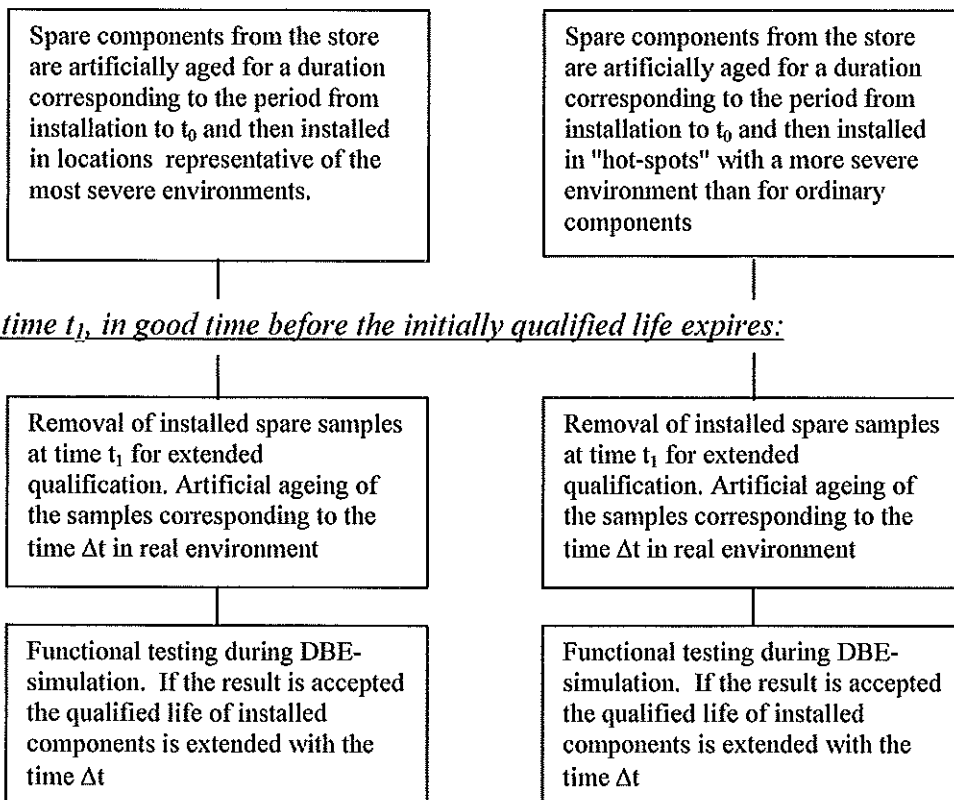 Spare components from the store
are artificially aged for a duration
corresponding to the period from
installation to t₀ and then installed
in locations representative of the
most severe environments.
Spare components from the store
are artificially aged for a duration
corresponding to the period from
installation to t₀ and then installed
in "hot-spots" with a more severe
environment than for ordinary
components
time t₁, in good time before the initially qualified life expires:
Removal of installed spare samples
at time t₁ for extended
qualification. Artificial ageing of
the samples corresponding to the
time Δt in real environment
Removal of installed spare samples
at time t₁ for extended
qualification. Artificial ageing of
the samples corresponding to the
time Δt in real environment
Functional testing during DBE-
simulation. If the result is accepted
the qualified life of installed
components is extended with the
time Δt
Functional testing during DBE-
simulation. If the result is accepted
the qualified life of installed
components is extended with the
time Δt